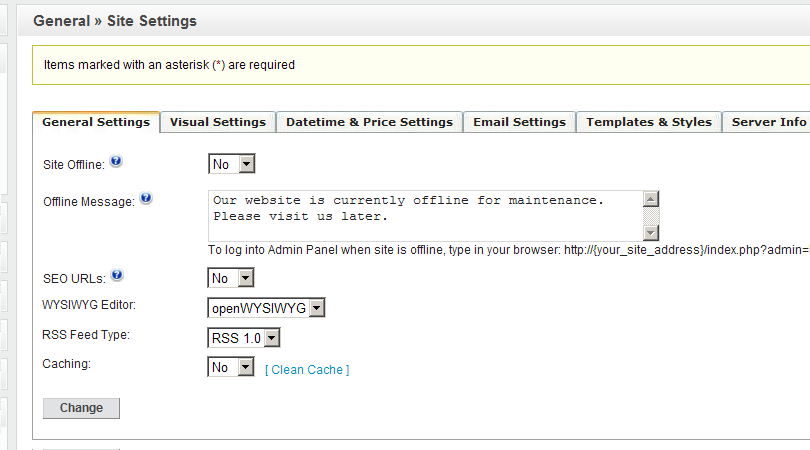 General » Site Settings
Items marked with an asterisk (*) are required
General Settings Visual Settings Datetime & Price Settings Email Settings Templates & Styles Server Info
Site Offline: ? No
Offline Message: ? Our website is currently offline for maintenance.
Please visit us later.
To log into Admin Panel when site is offline, type in your browser: http://{your_site_address}/index.php?admin=
SEO URLs: ? No
WYSIWYG Editor: openWYSIWYG
RSS Feed Type: RSS 1.0
Caching: No [ Clean Cache ]
Change